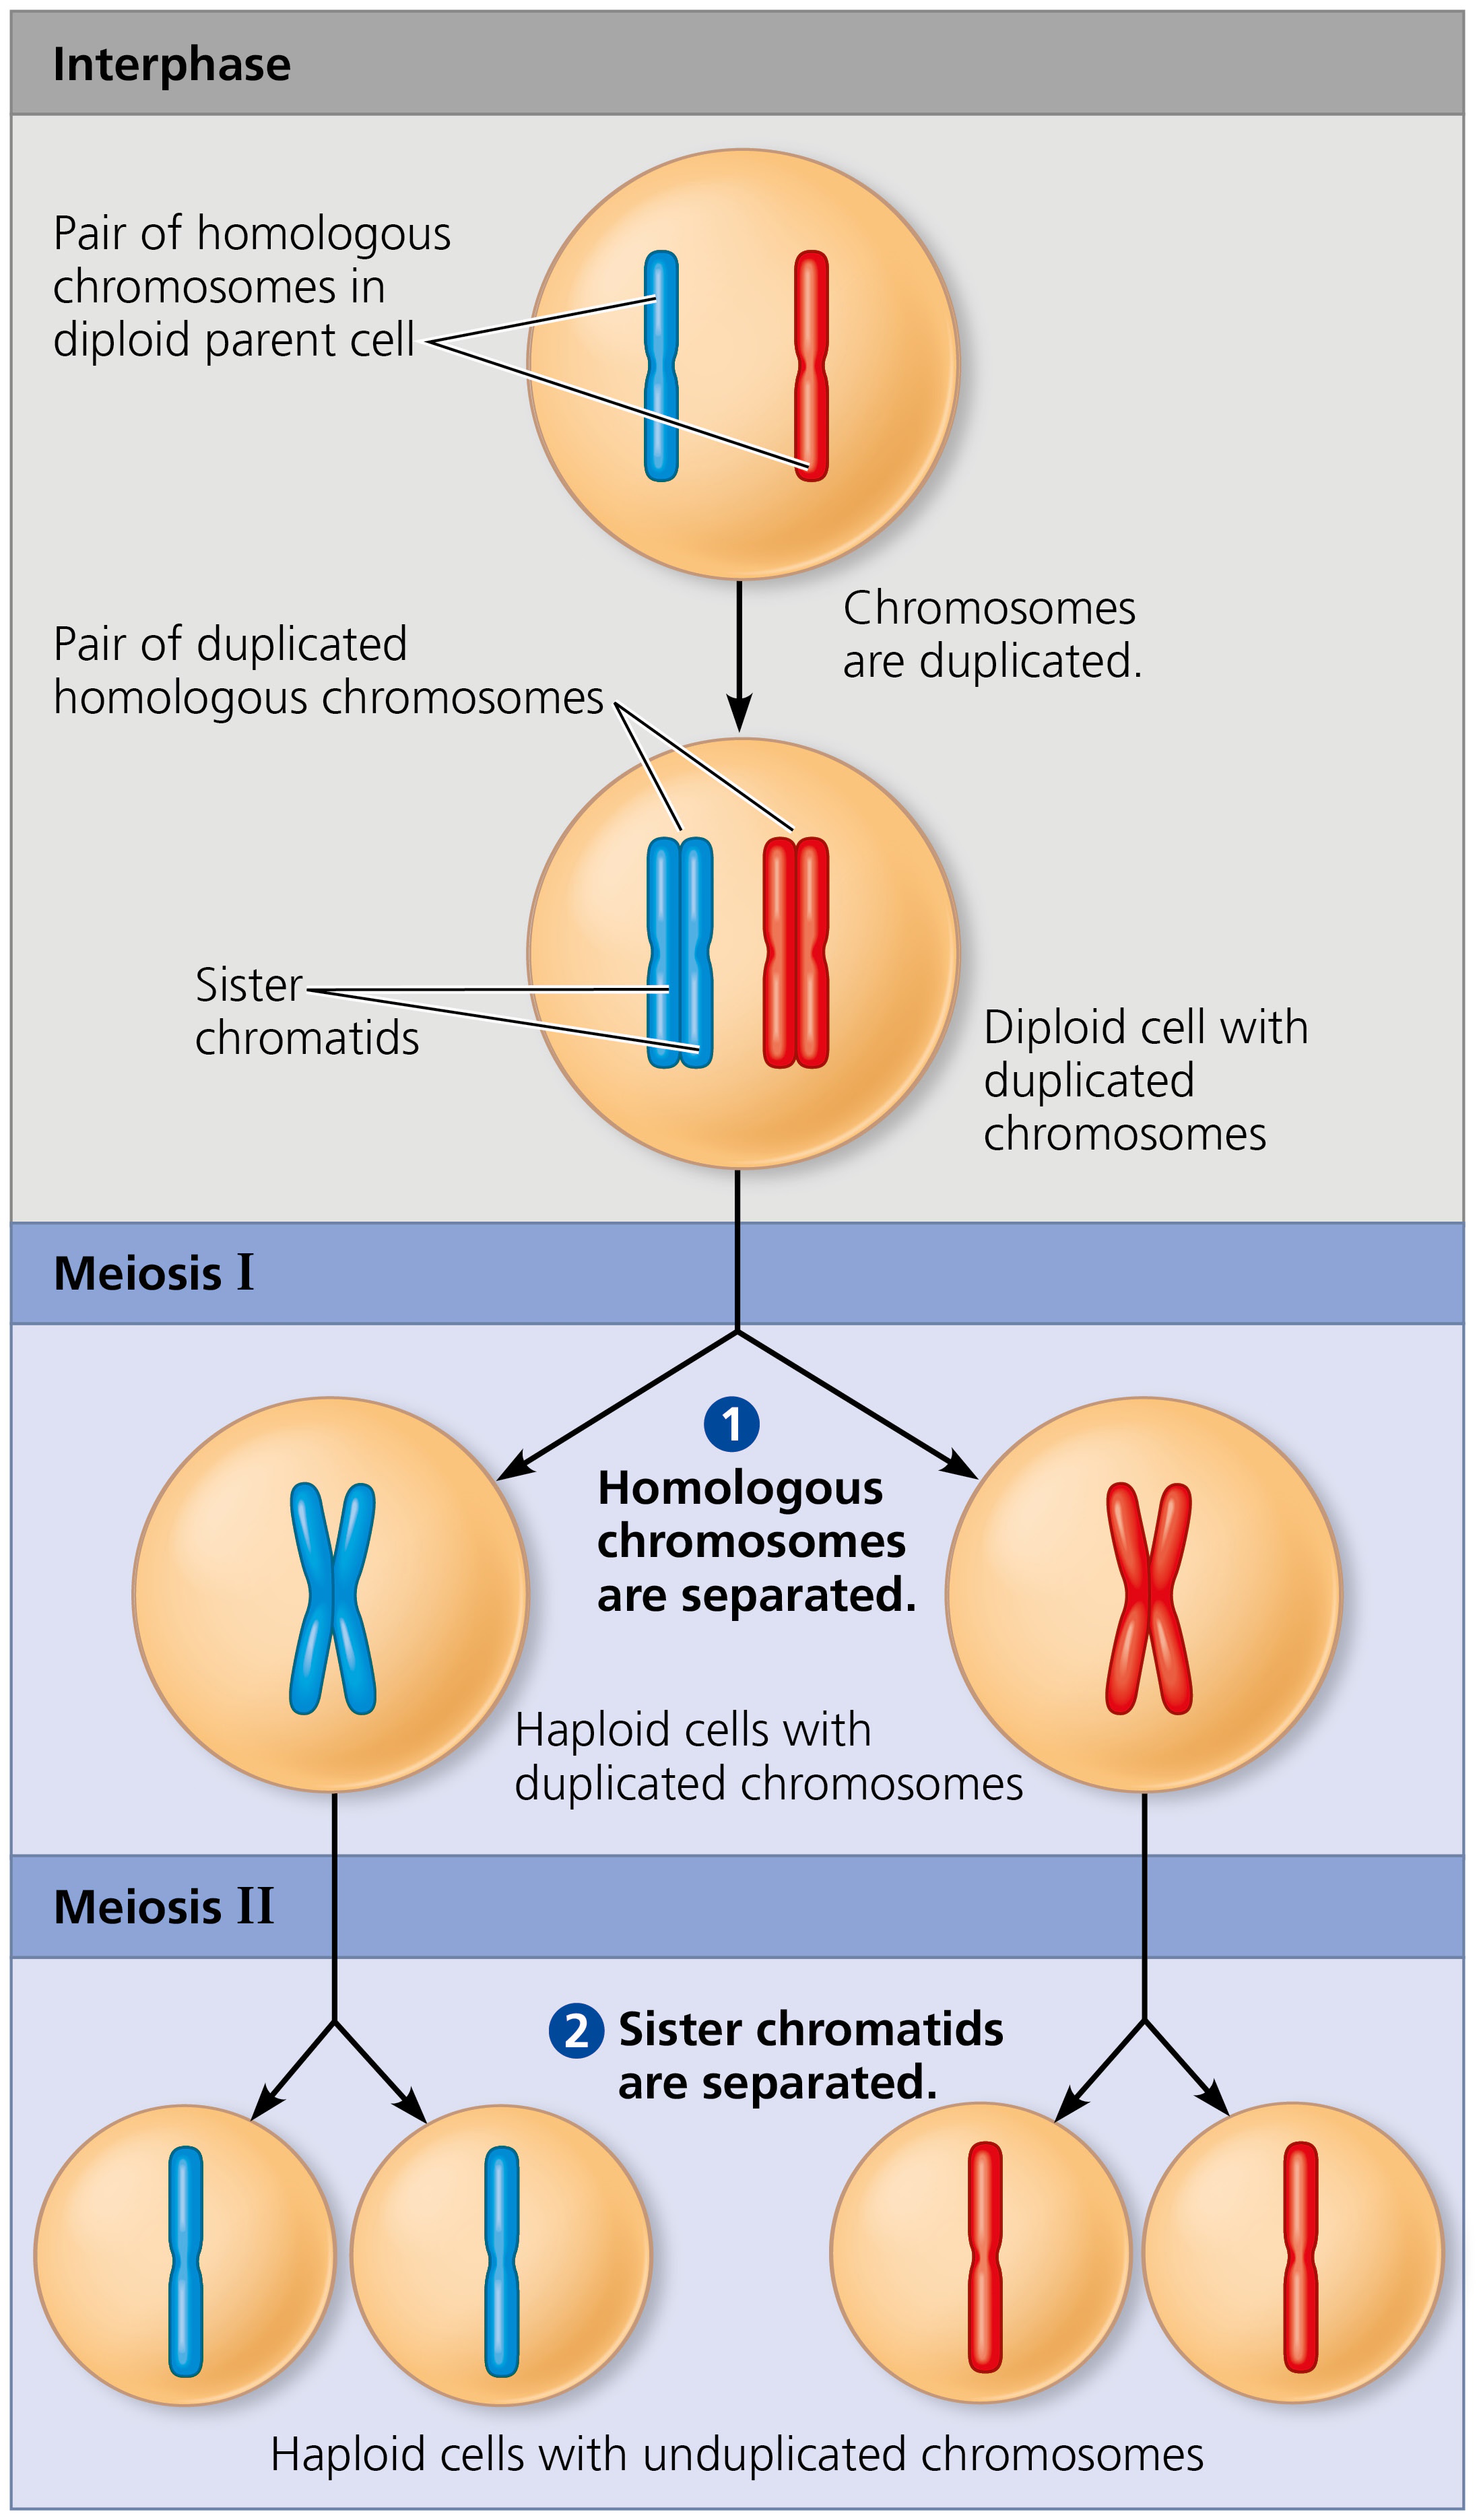 Interphase
Pair of homologous
chromosomes in
diploid parent cell
Chromosomes
are duplicated.
Pair of duplicated
homologous chromosomes
Sister
chromatids
Diploid cell with
duplicated
chromosomes
Meiosis I
1
Homologous
chromosomes
are separated.
Haploid cells with
duplicated chromosomes
Meiosis II
2 Sister chromatids
are separated.
Haploid cells with unduplicated chromosomes